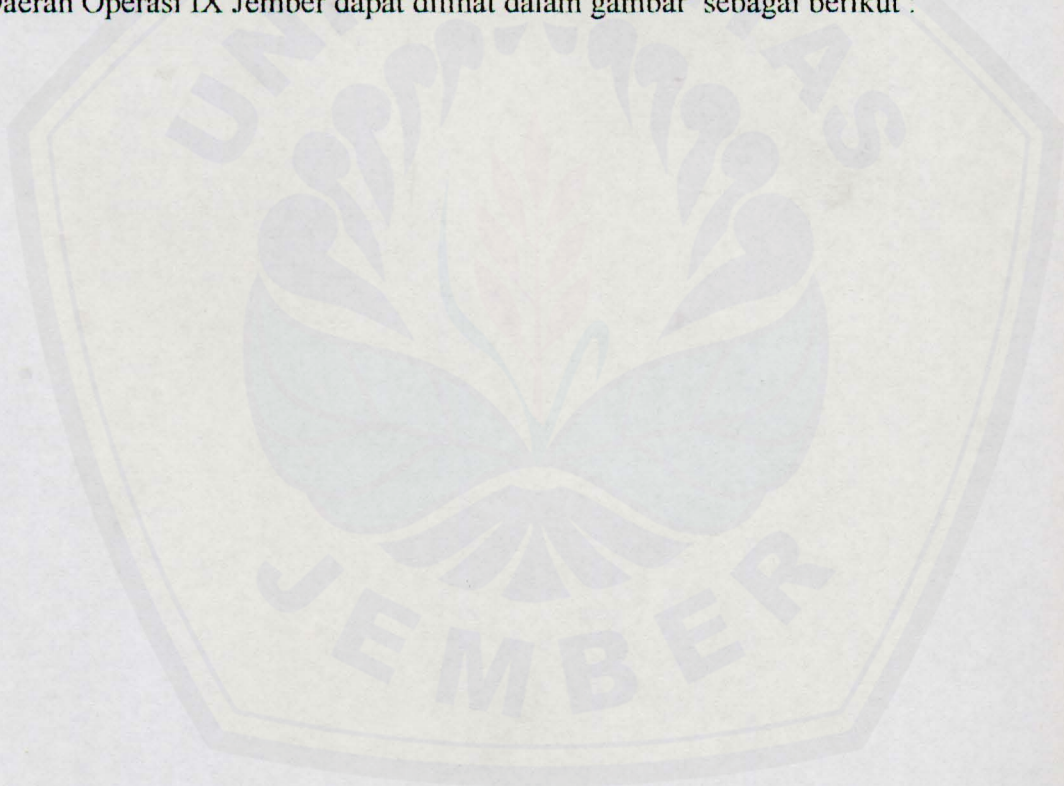 Daerah Operasi IX Jember dapat dilihat dalam gambar sebagai berikut :
UNIVERSITAS
JEMBER